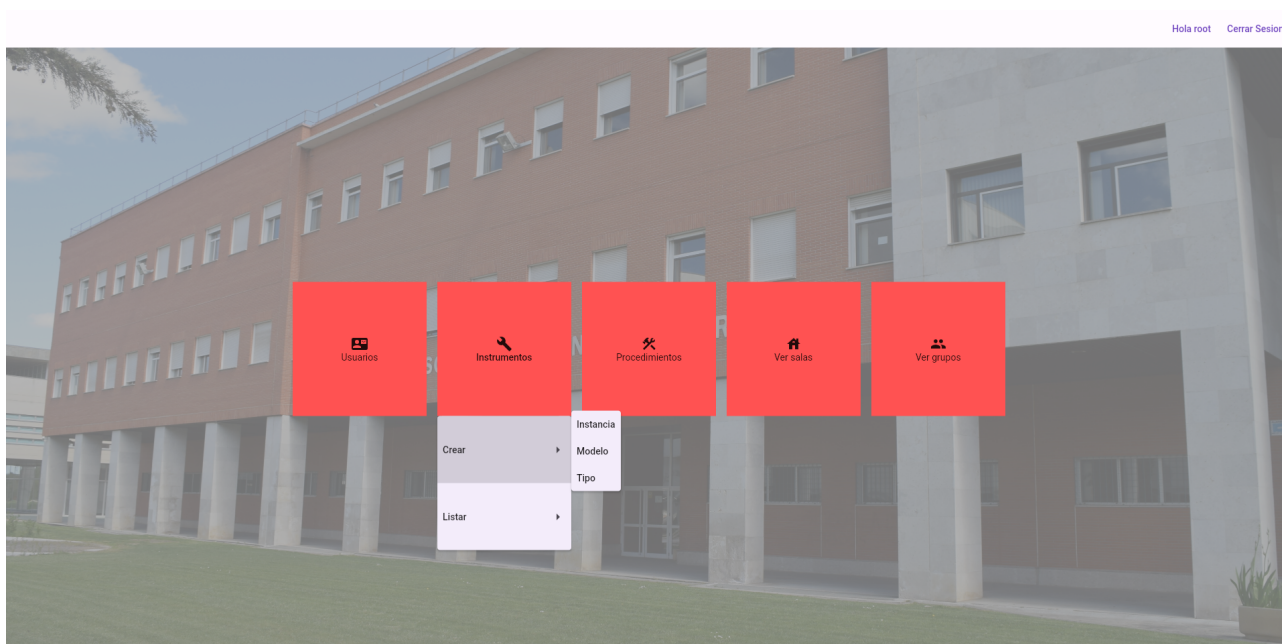 Hola root Cerrar Sesion
Usuarios
Instrumentos
Procedimientos
Ver salas
Ver grupos
Crear
Instancia
Modelo
Tipo
Listar